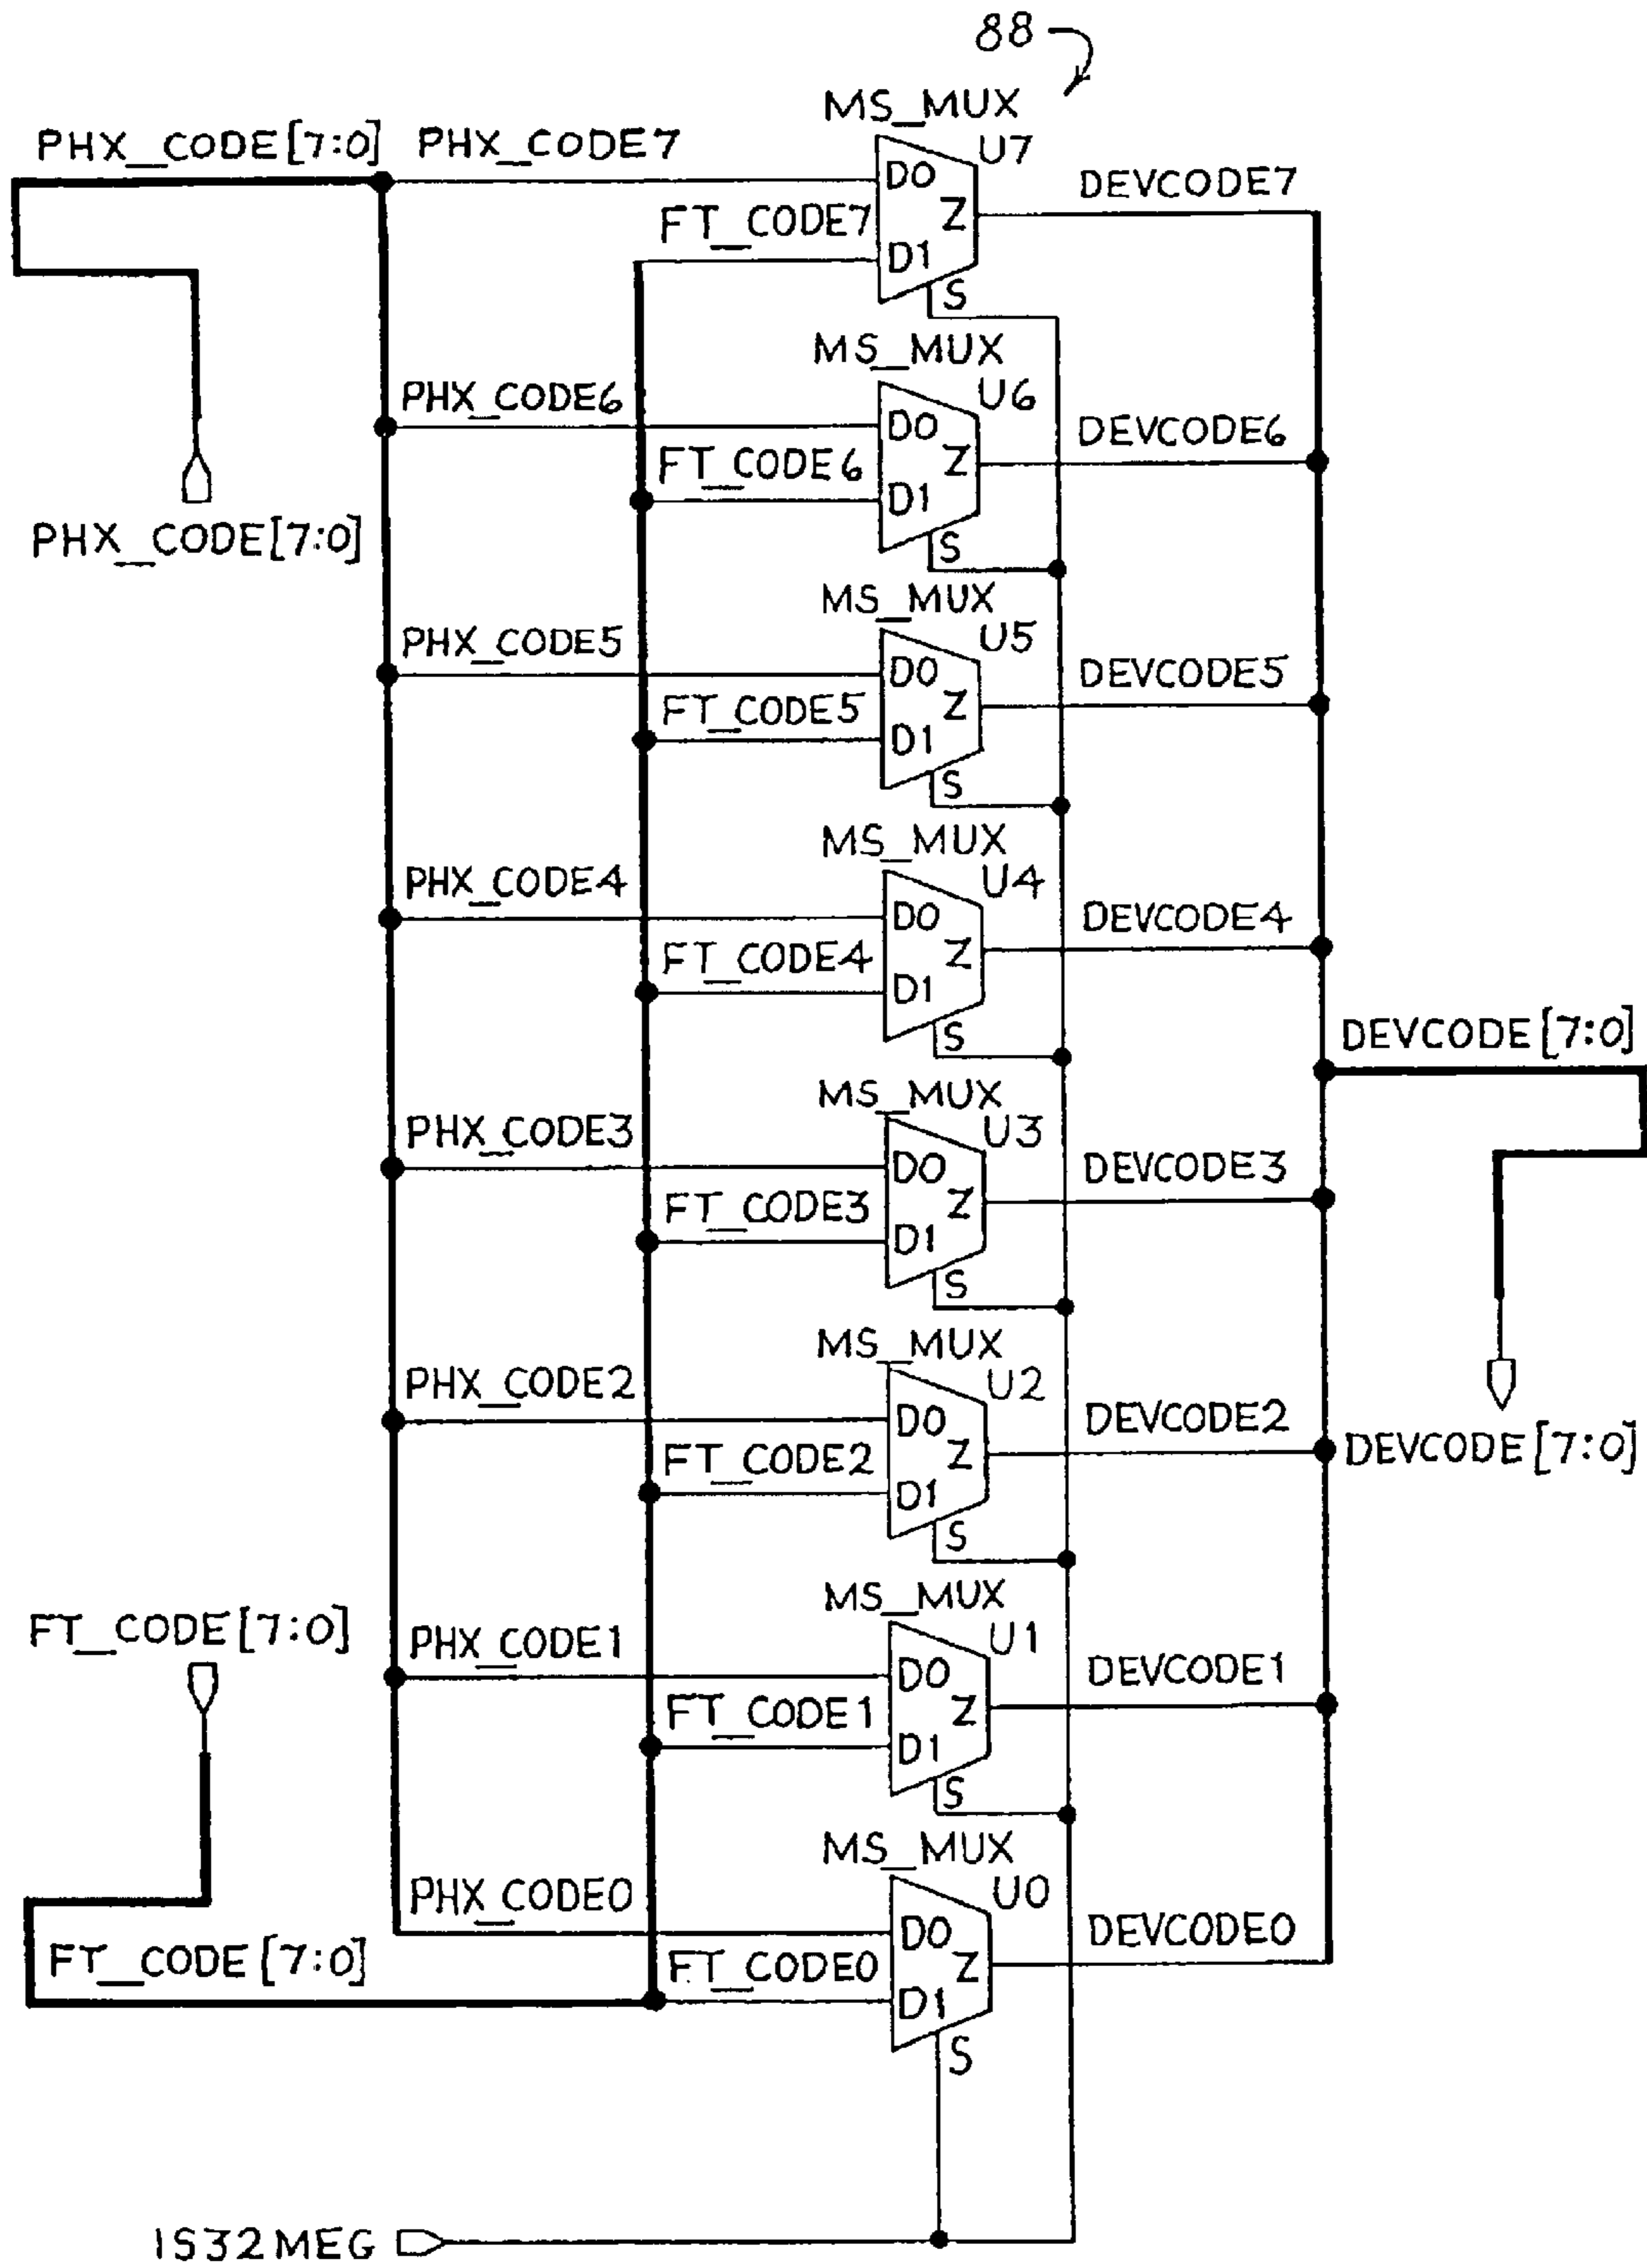 88
MS_MUX
PHX_CODE[7:0] PHX_CODE7 U7
D0 DEVCODE7
FT_CODE7 Z
D1
S
MS_MUX
PHX_CODE6 U6
D0 DEVCODE6
FT_CODE6 Z
D1
PHX_CODE[7:0]
S
MS_MUX
PHX_CODE5 U5
D0 DEVCODE5
FT_CODE5 Z
D1
S
MS_MUX
PHX_CODE4 U4
D0 DEVCODE4
FT_CODE4 Z
D1
S
DEVCODE[7:0]
MS_MUX
PHX_CODE3 U3
D0 DEVCODE3
FT_CODE3 Z
D1
S
MS_MUX
PHX_CODE2 U2
D0 DEVCODE2
FT_CODE2 Z
DEVCODE[7:0]
D1
S
MS_MUX
FT_CODE[7:0] PHX_CODE1 U1
D0 DEVCODE1
FT_CODE1 Z
D1
S
MS_MUX
PHX_CODE0 U0
D0 DEVCODE0
FT_CODE[7:0] FT_CODE0 Z
D1
S
IS32MEG